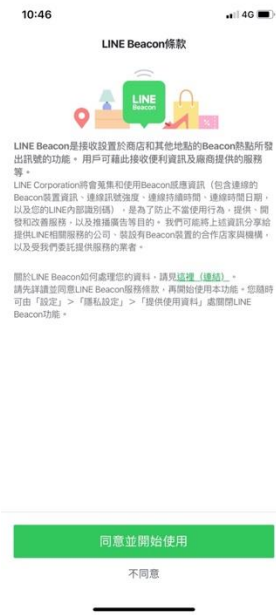 10:46
4G
LINE Beacon條款
LINE
Beacon
LINE Beacon是接收設置於商店和其他地點的Beacon熱點所發
出訊號的功能。 用戶可藉此接收便利資訊及廠商提供的服務
等。
LINE Corporation將會蒐集和使用Beacon感應資訊（包含連線的
Beacon裝置資訊、連線訊號強度、連線持續時間、連線時間日期，
以及您的LINE內部識別碼），是為了防止不當使用行為、提供、開
發和改善服務，以及推播廣告等目的。 我們可能將上述資訊分享給
提供LINE相關服務的公司、裝設有Beacon裝置的合作店家與機構，
以及受我們委託提供服務的業者。
關於LINE Beacon如何處理您的資料，請見這裡（連結）。
請先詳讀並同意LINE Beacon服務條款，再開始使用本功能。您隨時
可由「設定」＞「隱私設定」＞「提供使用資料」處關閉LINE
Beacon功能。
同意並開始使用
不同意